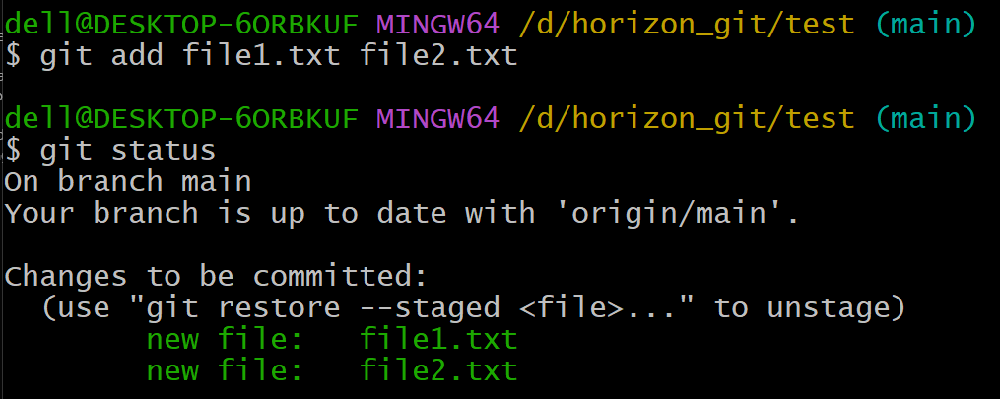 dell@DESKTOP-6ORBKUF MINGW64 /d/horizon_git/test (main)
$ git add file1.txt file2.txt
dell@DESKTOP-6ORBKUF MINGW64 /d/horizon_git/test (main)
$ git status
On branch main
Your branch is up to date with 'origin/main'.
Changes to be committed:
  (use "git restore --staged <file>..." to unstage)
        new file:   file1.txt
        new file:   file2.txt